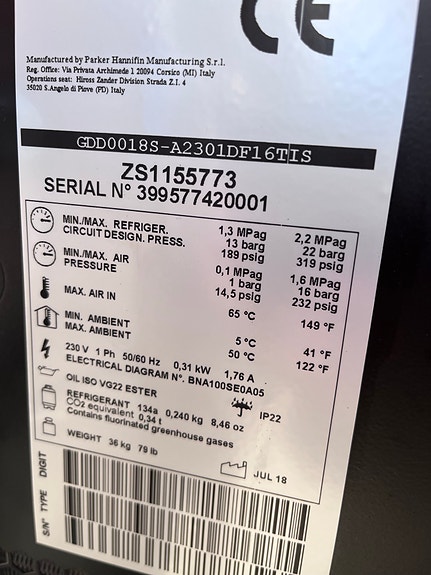 CE
Manufactured by Parker Hannifin Manufacturing S.r.l.
Reg. Office: Via Privata Archimede 1 20094 Corsico (MI) Italy
Operations seat: Hiross Zander Division Strada Z.I. 4
35020 S.Angelo di Piove (PD) Italy
GDD0018S-A2301DF16TIS
ZS1155773
SERIAL N° 399577420001
MIN./MAX. REFRIGER. 1,3 MPag 2,2 MPag
CIRCUIT DESIGN. PRESS. 13 barg 22 barg
189 psig 319 psig
MIN./MAX. AIR 0,1 MPag 1,6 MPag
PRESSURE 1 barg 16 barg
14,5 psig 232 psig
MAX. AIR IN 65 °C 149 °F
MIN. AMBIENT 5 °C 41 °F
MAX. AMBIENT 50 °C 122 °F
230 V 1 Ph 50/60 Hz 0,31 kW 1,76 A
ELECTRICAL DIAGRAM N°. BNA100SE0A05
OIL ISO VG22 ESTER IP22
REFRIGERANT 134a 0,240 kg 8,46 oz
CO2 equivalent 0,34 t
Contains fluorinated greenhouse gases
WEIGHT 36 kg 79 lb
JUL 18
S/N° TYPE DIGIT